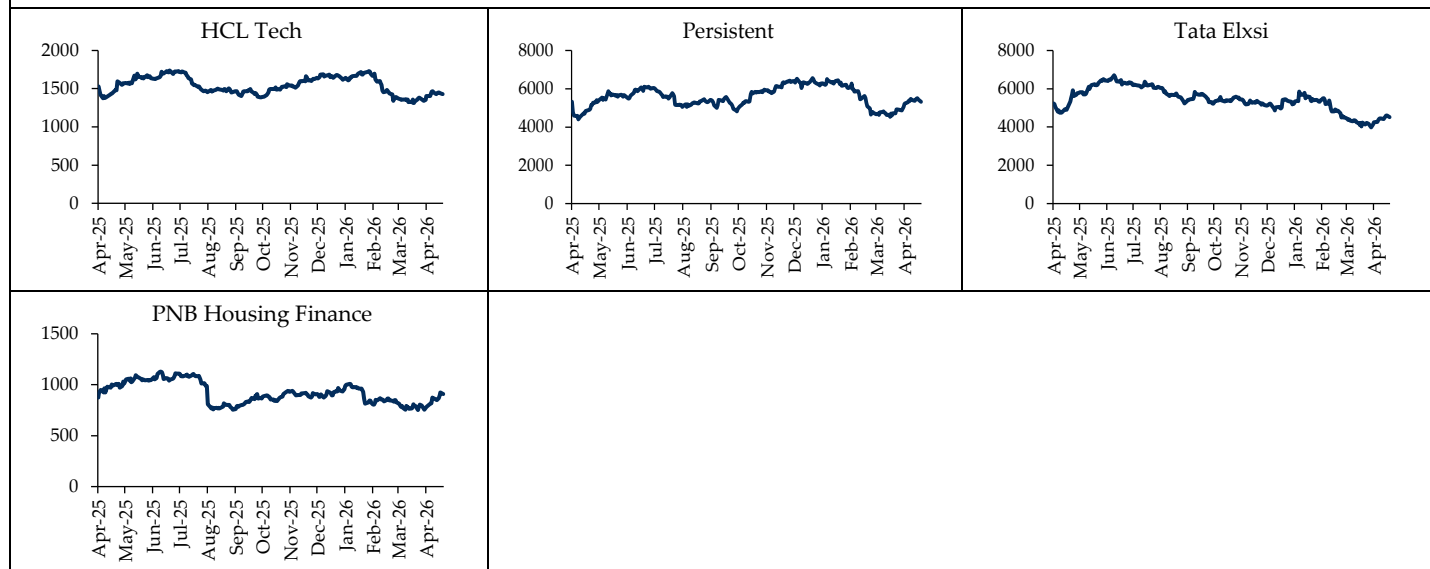 HCL Tech
2000
1500
1000
500
0
Apr-25
May-25
Jun-25
Jul-25
Aug-25
Sep-25
Oct-25
Nov-25
Dec-25
Jan-26
Feb-26
Mar-26
Apr-26
Persistent
8000
6000
4000
2000
0
Apr-25
May-25
Jun-25
Jul-25
Aug-25
Sep-25
Oct-25
Nov-25
Dec-25
Jan-26
Feb-26
Mar-26
Apr-26
Tata Elxsi
8000
6000
4000
2000
0
Apr-25
May-25
Jun-25
Jul-25
Aug-25
Sep-25
Oct-25
Nov-25
Dec-25
Jan-26
Feb-26
Mar-26
Apr-26
PNB Housing Finance
1500
1000
500
0
Apr-25
May-25
Jun-25
Jul-25
Aug-25
Sep-25
Oct-25
Nov-25
Dec-25
Jan-26
Feb-26
Mar-26
Apr-26